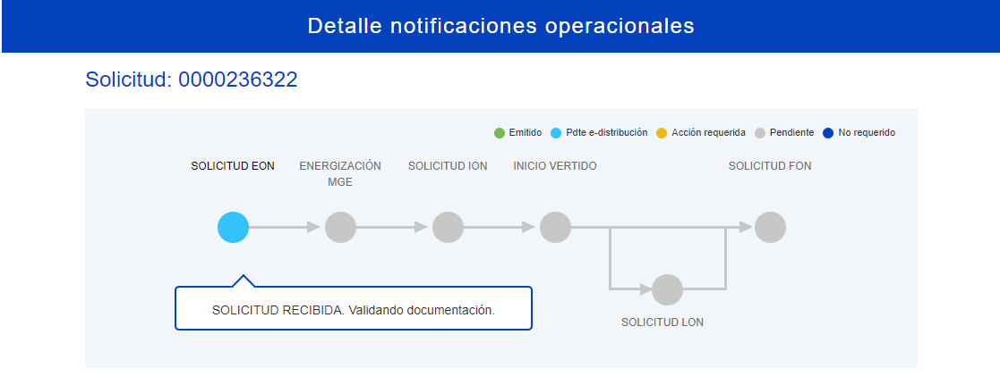 Detalle notificaciones operacionales
Solicitud: 0000236322
Emitido
Pdte e-distribución
Acción requerida
Pendiente
No requerido
SOLICITUD EON
ENERGIZACIÓN
MGE
SOLICITUD ION
INICIO VERTIDO
SOLICITUD FON
SOLICITUD RECIBIDA. Validando documentación.
SOLICITUD LON